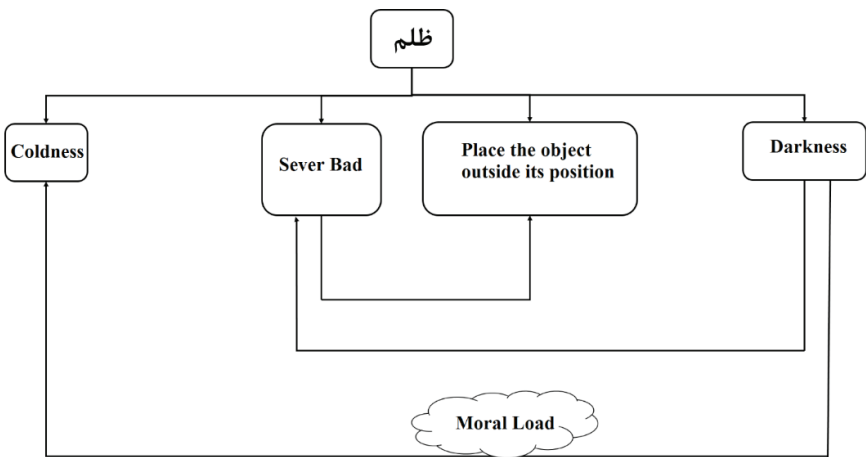 ظلم
Coldness
Sever Bad
Place the object
outside its position
Darkness
Moral Load